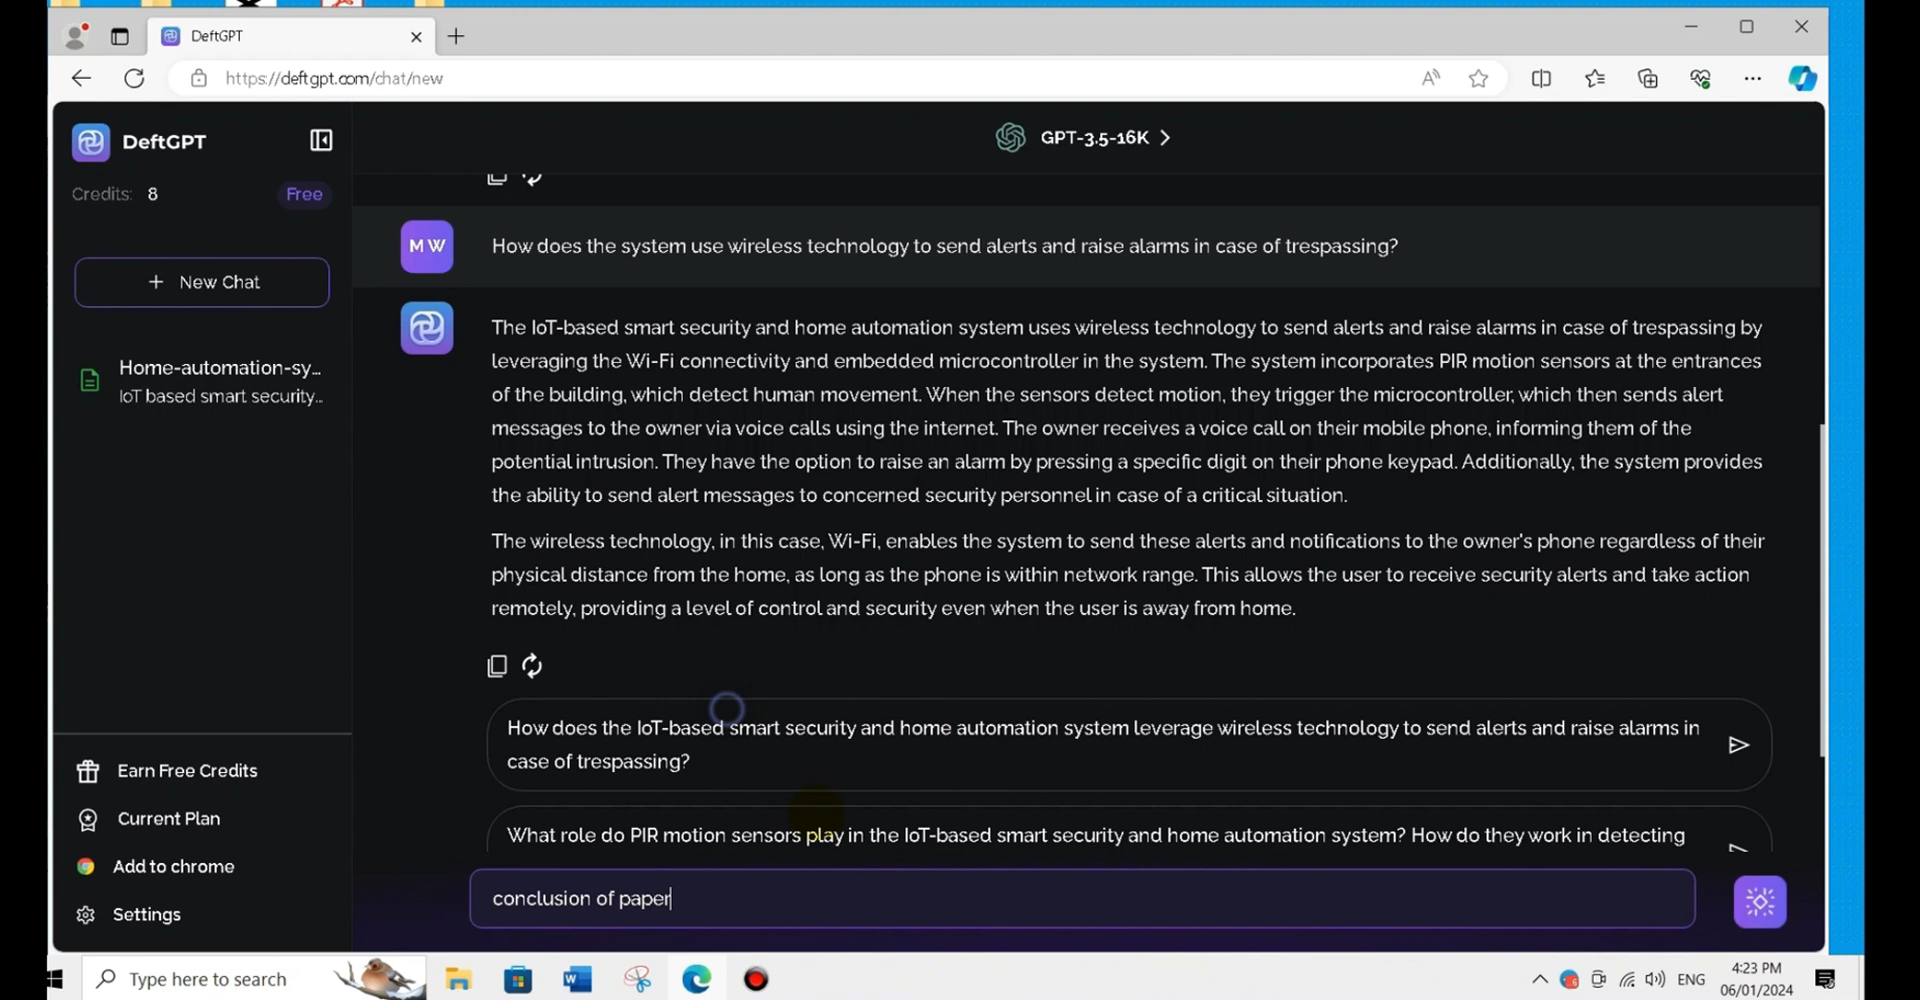 DeftGPT
https://deftgpt.com/chat/new
DeftGPT
Credits: 8 Free
+ New Chat
Home-automation-sy...
IoT based smart security...
Earn Free Credits
Current Plan
Add to chrome
Settings
GPT-3.5-16K
M W
How does the system use wireless technology to send alerts and raise alarms in case of trespassing?
The IoT-based smart security and home automation system uses wireless technology to send alerts and raise alarms in case of trespassing by
leveraging the Wi-Fi connectivity and embedded microcontroller in the system. The system incorporates PIR motion sensors at the entrances
of the building, which detect human movement. When the sensors detect motion, they trigger the microcontroller, which then sends alert
messages to the owner via voice calls using the internet. The owner receives a voice call on their mobile phone, informing them of the
potential intrusion. They have the option to raise an alarm by pressing a specific digit on their phone keypad. Additionally, the system provides
the ability to send alert messages to concerned security personnel in case of a critical situation.
The wireless technology, in this case, Wi-Fi, enables the system to send these alerts and notifications to the owner's phone regardless of their
physical distance from the home, as long as the phone is within network range. This allows the user to receive security alerts and take action
remotely, providing a level of control and security even when the user is away from home.
How does the IoT-based smart security and home automation system leverage wireless technology to send alerts and raise alarms in
case of trespassing?
What role do PIR motion sensors play in the IoT-based smart security and home automation system? How do they work in detecting
conclusion of paper
Type here to search
ENG
4:23 PM
06/01/2024